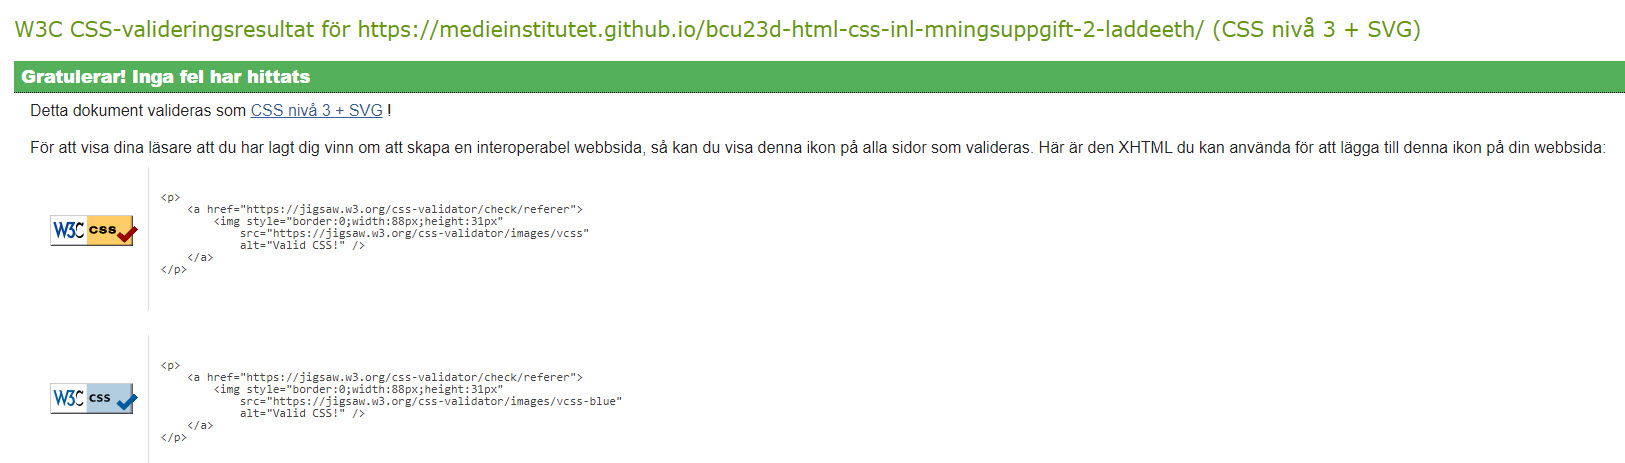 W3C CSS-valideringsresultat för https://medieinstitutet.github.io/bcu23d-html-css-inl-mningsuppgift-2-laddeeth/ (CSS nivå 3 + SVG)
Gratulerar! Inga fel har hittats
Detta dokument valideras som CSS nivå 3 + SVG !
För att visa dina läsare att du har lagt dig vinn om att skapa en interoperabel webbsida, så kan du visa denna ikon på alla sidor som valideras. Här är den XHTML du kan använda för att lägga till denna ikon på din webbsida:
W3C css
<p>
    <a href="https://jigsaw.w3.org/css-validator/check/referer">
        <img style="border:0;width:88px;height:31px"
            src="https://jigsaw.w3.org/css-validator/images/vcss"
            alt="Valid CSS!" />
    </a>
</p>
W3C css
<p>
    <a href="https://jigsaw.w3.org/css-validator/check/referer">
        <img style="border:0;width:88px;height:31px"
            src="https://jigsaw.w3.org/css-validator/images/vcss-blue"
            alt="Valid CSS!" />
    </a>
</p>